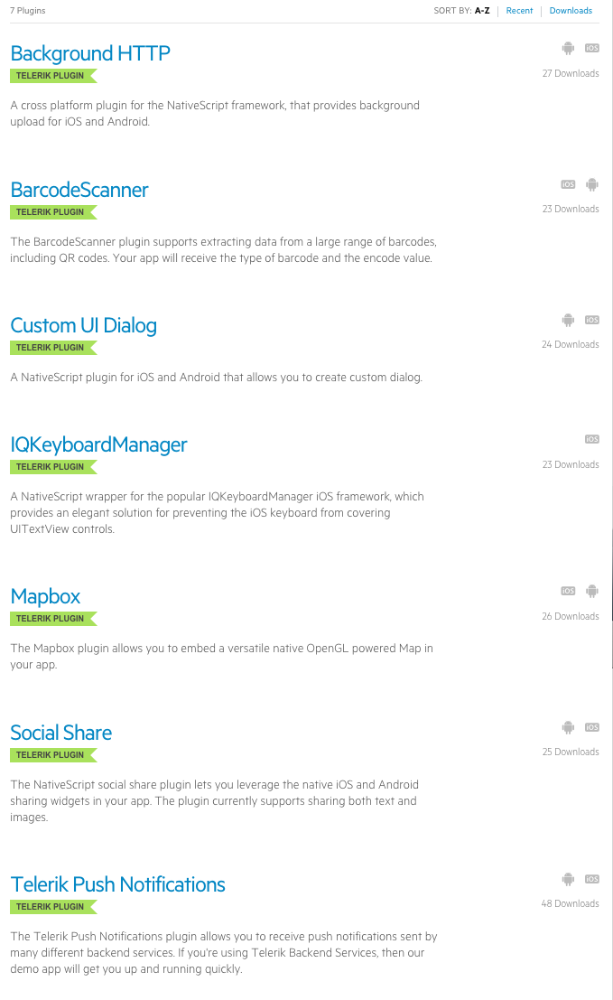 7 Plugins
SORT BY: A-Z | Recent | Downloads
Background HTTP
iOS
TELERIK PLUGIN
27 Downloads
A cross platform plugin for the NativeScript framework, that provides background
upload for iOS and Android.
BarcodeScanner
iOS
TELERIK PLUGIN
23 Downloads
The BarcodeScanner plugin supports extracting data from a large range of barcodes,
including QR codes. Your app will receive the type of barcode and the encode value.
Custom UI Dialog
iOS
TELERIK PLUGIN
24 Downloads
A NativeScript plugin for iOS and Android that allows you to create custom dialog.
IQKeyboardManager
iOS
TELERIK PLUGIN
23 Downloads
A NativeScript wrapper for the popular IQKeyboardManager iOS framework, which
provides an elegant solution for preventing the iOS keyboard from covering
UITextView controls.
Mapbox
iOS
TELERIK PLUGIN
26 Downloads
The Mapbox plugin allows you to embed a versatile native OpenGL powered Map in
your app.
Social Share
iOS
TELERIK PLUGIN
25 Downloads
The NativeScript social share plugin lets you leverage the native iOS and Android
sharing widgets in your app. The plugin currently supports sharing both text and
images.
Telerik Push Notifications
iOS
TELERIK PLUGIN
48 Downloads
The Telerik Push Notifications plugin allows you to receive push notifications sent by
many different backend services. If you're using Telerik Backend Services, then our
demo app will get you up and running quickly.